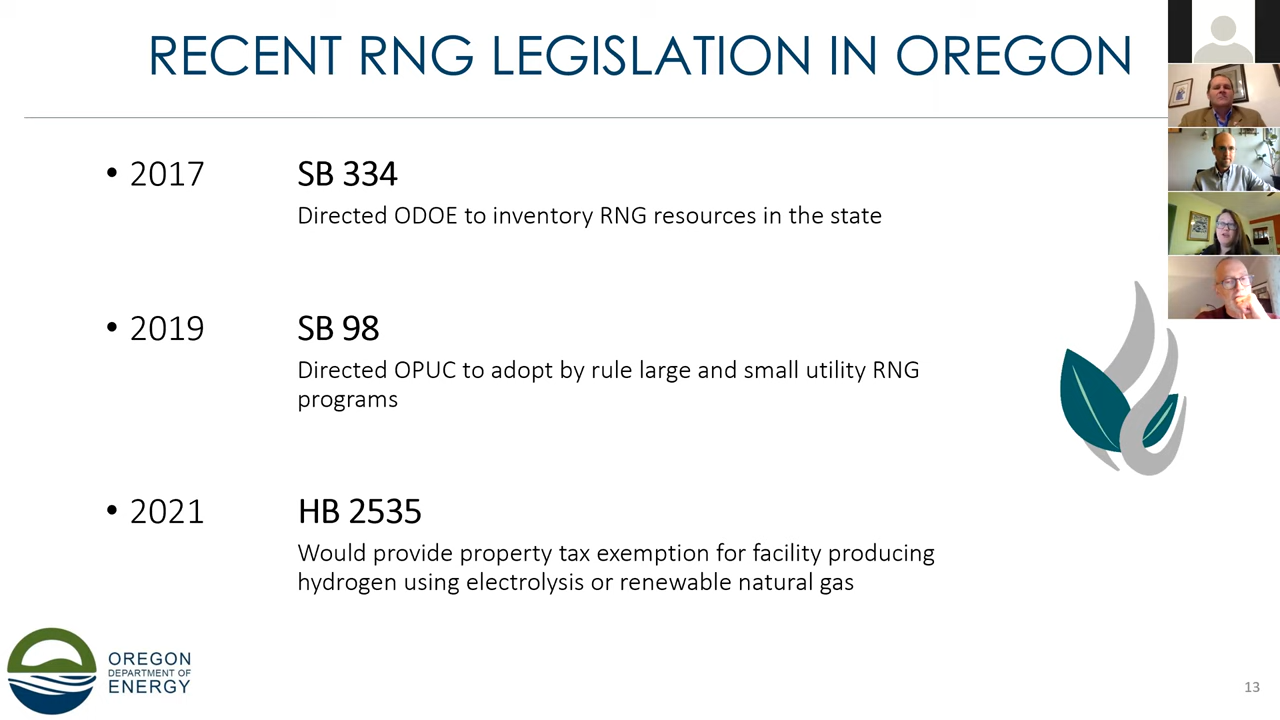 RECENT RNG LEGISLATION IN OREGON
• 2017 SB 334
Directed ODOE to inventory RNG resources in the state
• 2019 SB 98
Directed OPUC to adopt by rule large and small utility RNG
programs
• 2021 HB 2535
Would provide property tax exemption for facility producing
hydrogen using electrolysis or renewable natural gas
OREGON
DEPARTMENT OF
ENERGY
13